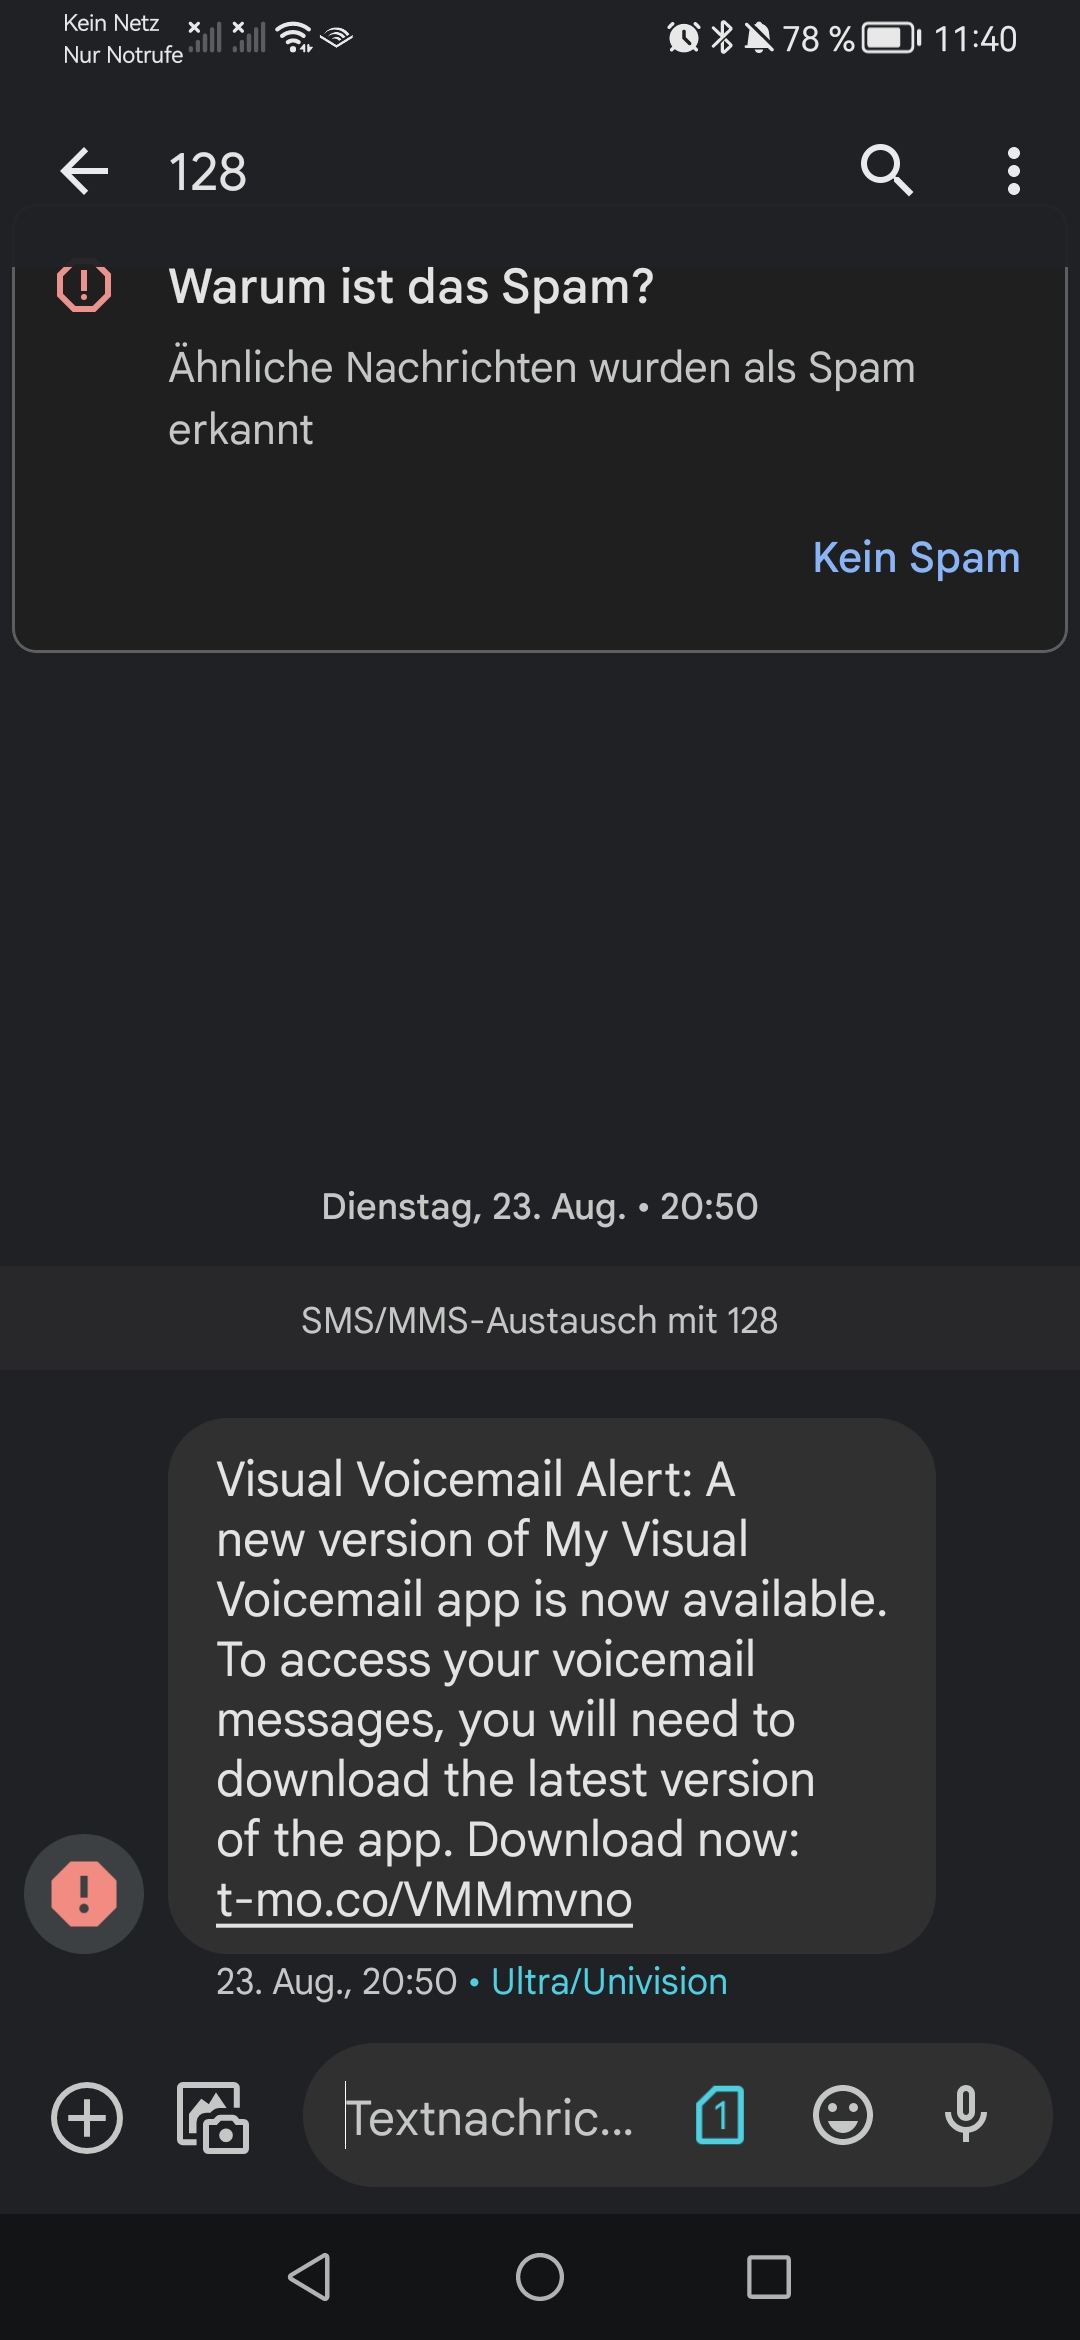 Kein Netz
Nur Notrufe
78 %
11:40
128
Warum ist das Spam?
Ähnliche Nachrichten wurden als Spam
erkannt
Kein Spam
Dienstag, 23. Aug. • 20:50
SMS/MMS-Austausch mit 128
Visual Voicemail Alert: A
new version of My Visual
Voicemail app is now available.
To access your voicemail
messages, you will need to
download the latest version
of the app. Download now:
t-mo.co/VMMmvno
23. Aug., 20:50 • Ultra/Univision
Textnachric...
1